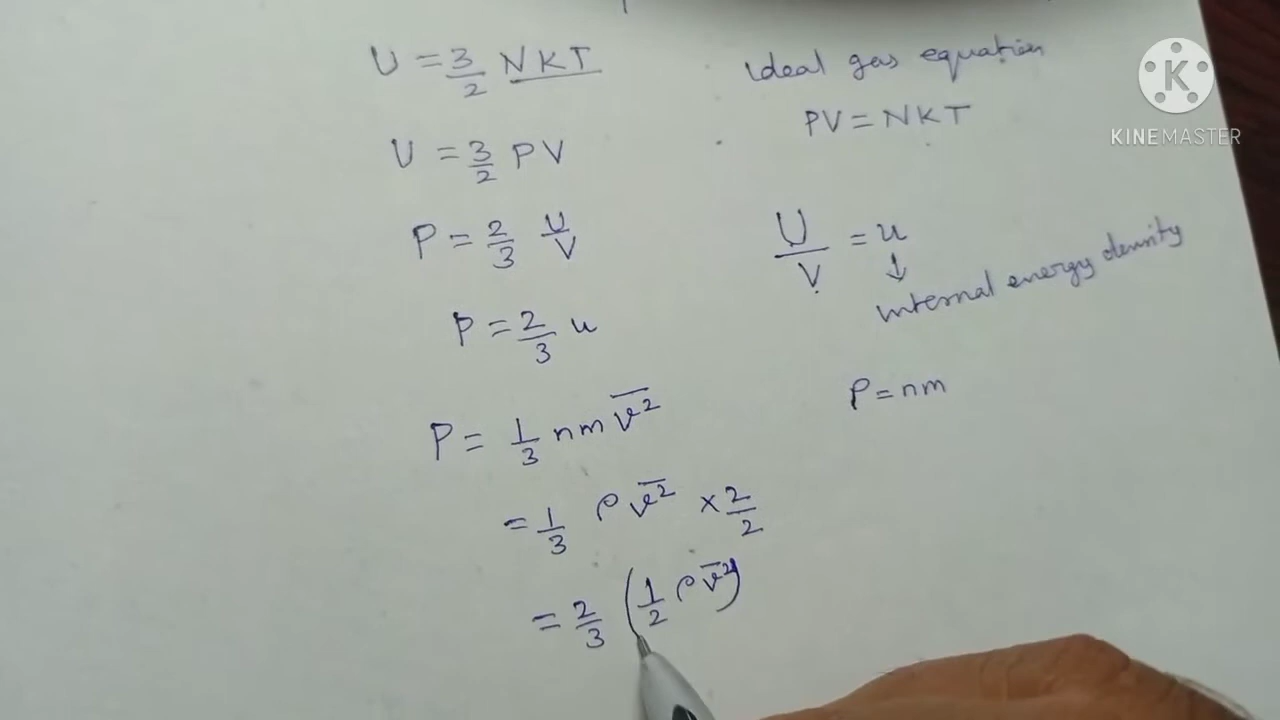 U = 3/2 NKT
Ideal gas equation
PV = NKT
U = 3/2 PV
P = 2/3 U/V
U/V = u
↓
internal energy density
P = 2/3 u
ρ = nm
P = 1/3 nm v̅²
= 1/3 ρ v̅² × 2/2
= 2/3 (1/2 ρ v̅²)
K
KINEMASTER